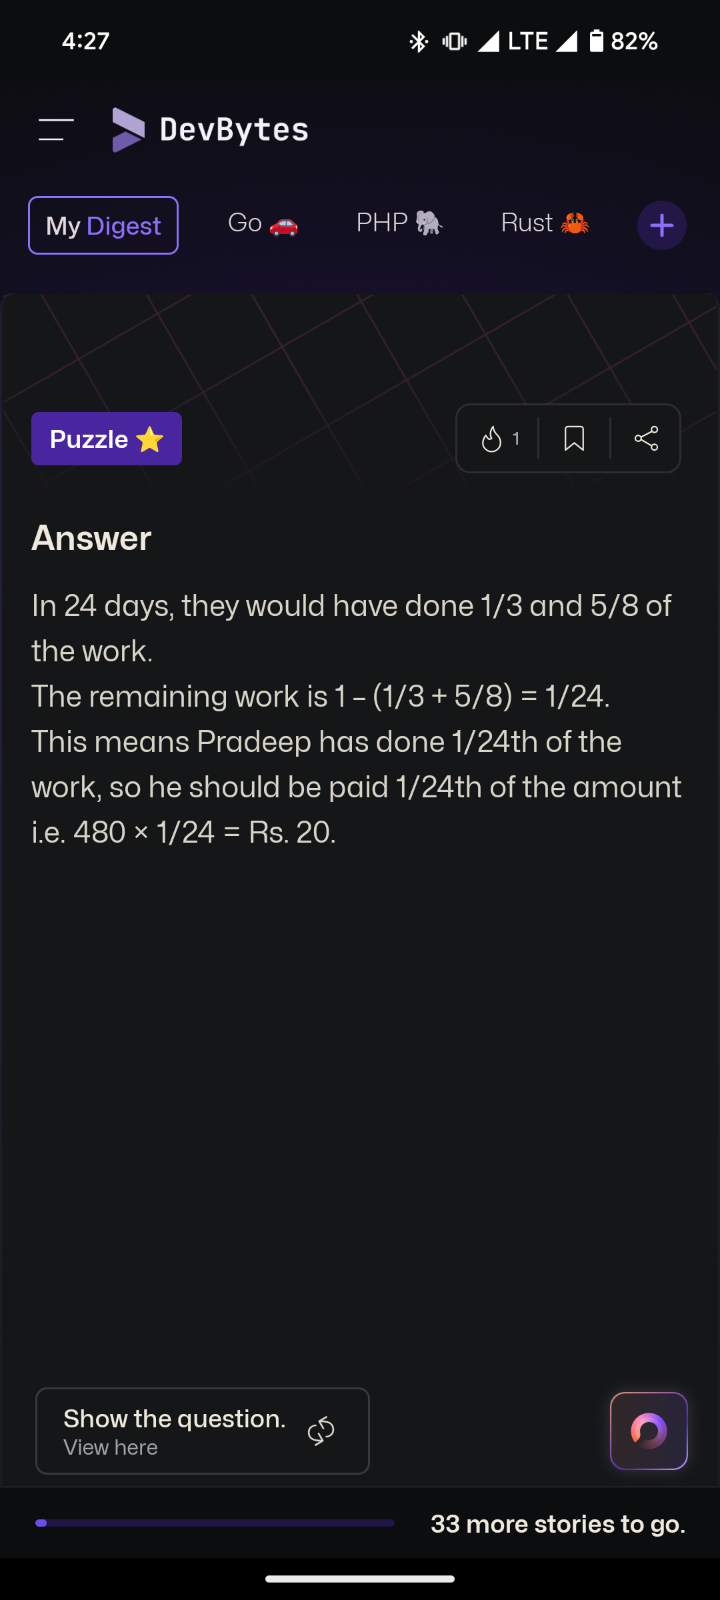 4:27
LTE
82%
DevBytes
My Digest
Go 🚗
PHP 🐘
Rust 🦀
Puzzle ⭐
1
Answer
In 24 days, they would have done 1/3 and 5/8 of
the work.
The remaining work is 1 – (1/3 + 5/8) = 1/24.
This means Pradeep has done 1/24th of the
work, so he should be paid 1/24th of the amount
i.e. 480 × 1/24 = Rs. 20.
Show the question.
View here
33 more stories to go.